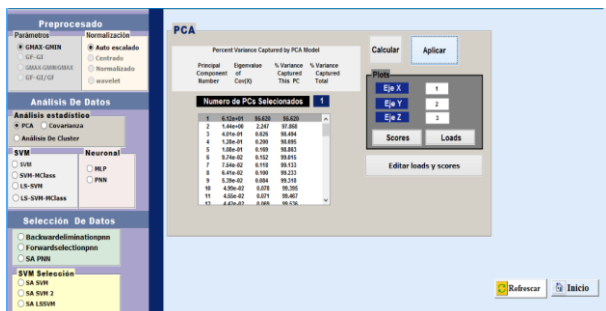 Preprocesado
Parámetros
GMAX-GMIN
GF-GI
GMAX-GMIN/GMAX
GF-GI/GI
Normalización
Auto escalado
Centrado
Normalizado
wavelet
Análisis De Datos
Análisis estadístico
PCA
Covarianza
Análisis De Cluster
SVM
SVM
SVM-MClass
LS-SVM
LS-SVM-MClass
Neuronal
MLP
PNN
Selección De Datos
Backwardeliminationpnn
Forwardselectionpnn
SA PNN
SVM Selección
SA SVM
SA SVM 2
SA LSSVM
PCA
Percent Variance Captured by PCA Model
Principal Eigenvalue % Variance % Variance
Component of Captured Captured
Number Cov(X) This PC Total
Numero de PCs Selecionados 1
1 6.12e+01 95.620 95.620
2 1.44e+00 2.247 97.868
3 4.01e-01 0.626 98.494
4 1.28e-01 0.200 98.695
5 1.08e-01 0.169 98.863
6 9.74e-02 0.152 99.015
7 7.54e-02 0.118 99.133
8 6.41e-02 0.100 99.233
9 5.39e-02 0.084 99.318
10 4.99e-02 0.078 99.395
11 4.55e-02 0.071 99.467
12 4.43e-02 0.069 99.536
Calcular
Aplicar
Plots
Eje X 1
Eje Y 2
Eje Z 3
Scores
Loads
Editar loads y scores
Refrescar
Inicio